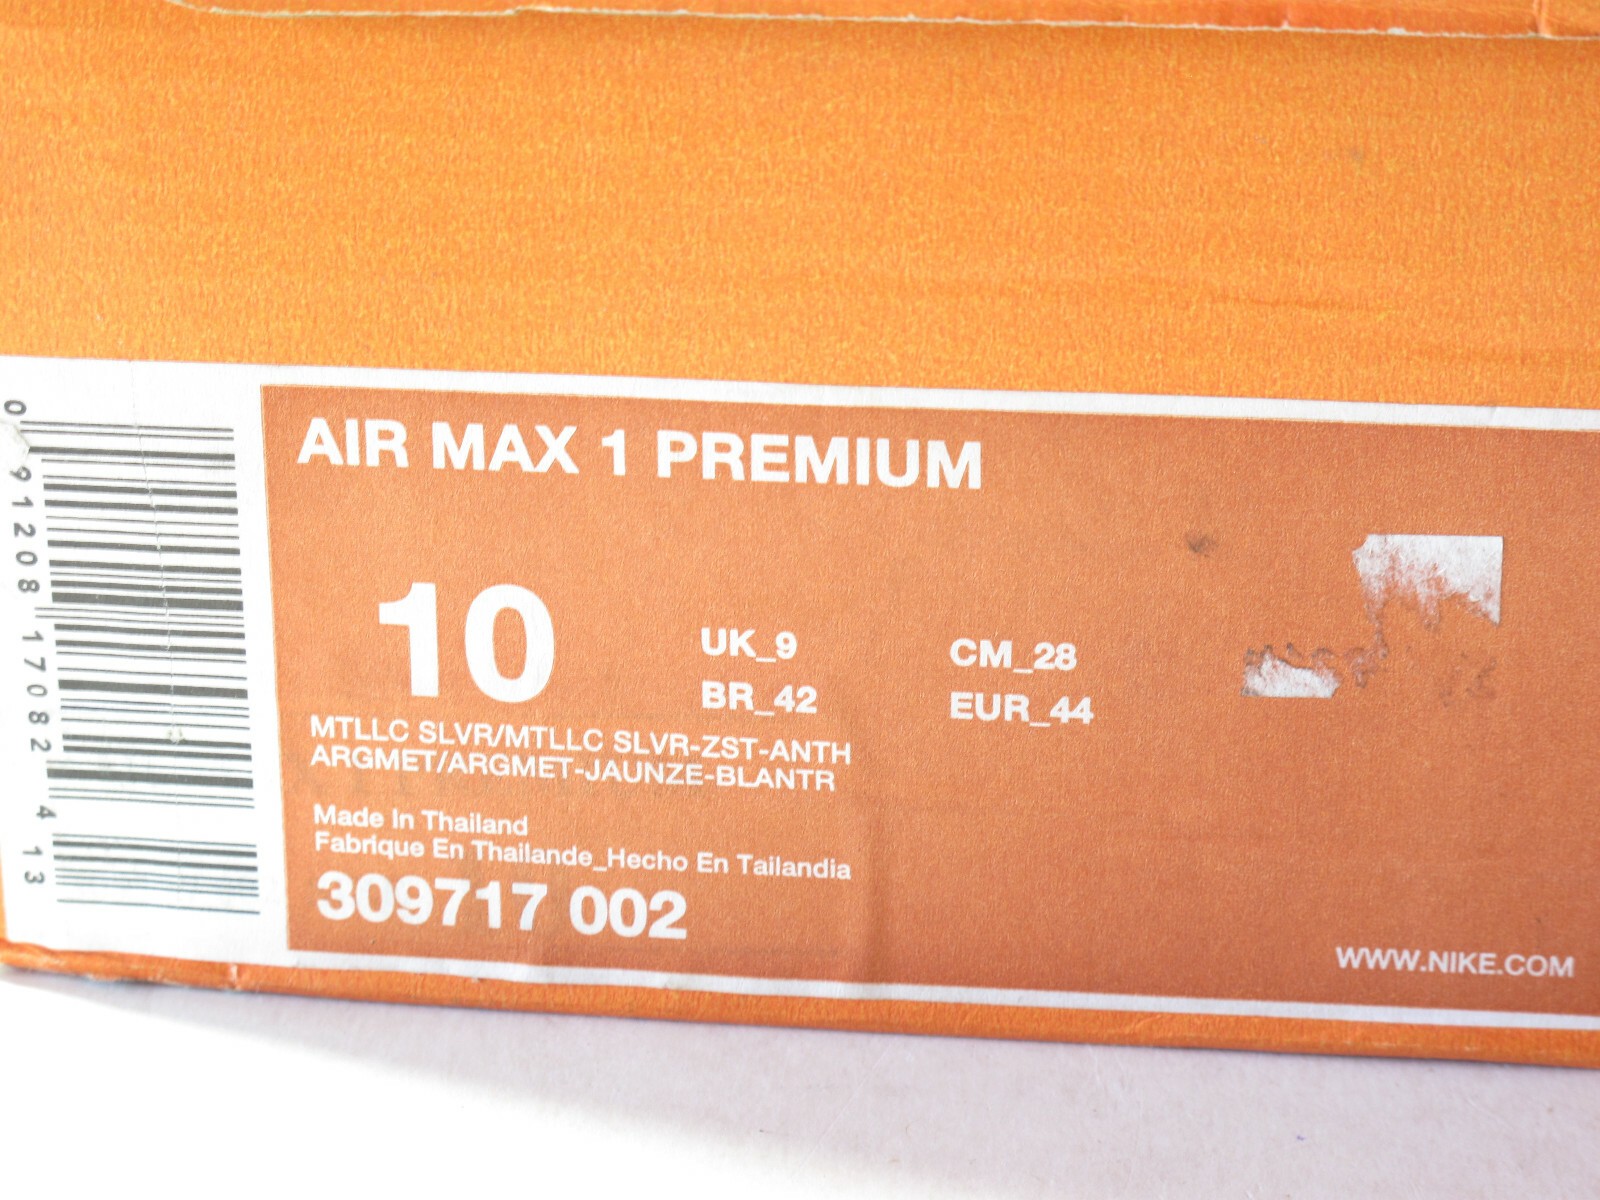 AIR MAX 1 PREMIUM
10
UK_9
CM_28
BR_42
EUR_44
MTLLC SLVR/MTLLC SLVR-ZST-ANTH
ARGMET/ARGMET-JAUNZE-BLANTR
Made In Thailand
Fabrique En Thailande_Hecho En Tailandia
309717 002
WWW.NIKE.COM
0 91208 17082 4 13